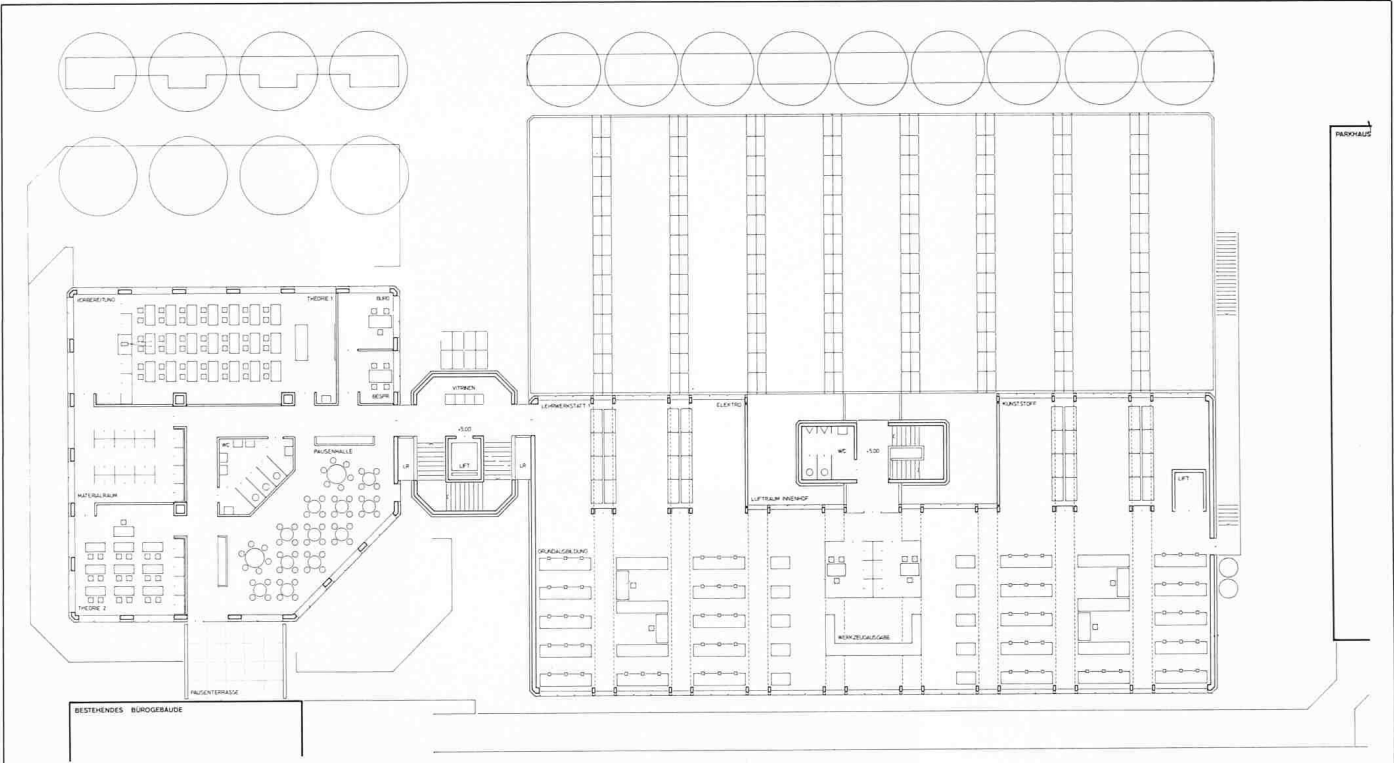 PARKHAUS
VORBEREITUNG
THEORIE 1
BÜRO
BESPR.
VITRINEN
+5.00
LIFT
LR
LR
WC
PAUSENHALLE
MATERIALRAUM
THEORIE 2
PAUSENTERRASSE
BESTEHENDES BÜROGEBÄUDE
LEHRWERKSTATT 1
ELEKTRO
KUNSTSTOFF
WC
+5.00
LUFTRAUM INNENHOF
LIFT
GRUNDAUSBILDUNG
WERKZEUGAUSGABE